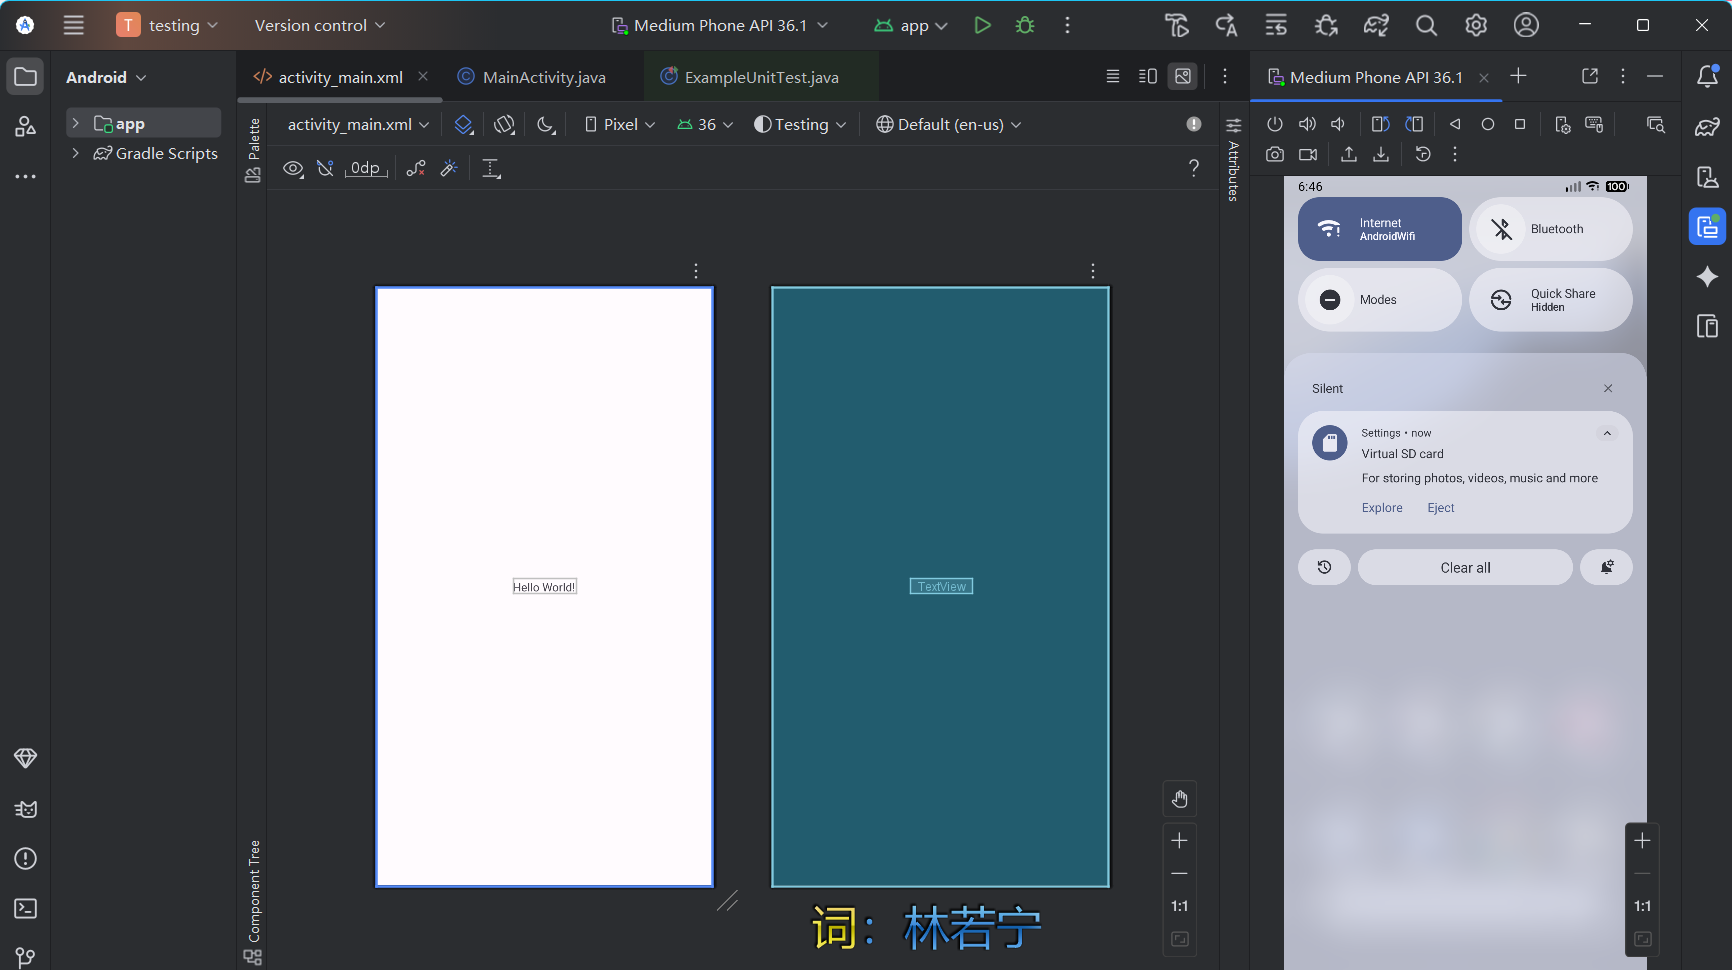 T testing
Version control
Medium Phone API 36.1
app
Android
activity_main.xml
MainActivity.java
ExampleUnitTest.java
Medium Phone API 36.1
app
Gradle Scripts
Palette
activity_main.xml
Pixel
36
Testing
Default (en-us)
0dp
?
Attributes
Hello World!
TextView
Component Tree
1:1
词：林若宁
6:46
100
Internet
AndroidWifi
Bluetooth
Modes
Quick Share
Hidden
Silent
Settings • now
Virtual SD card
For storing photos, videos, music and more
Explore Eject
Clear all
1:1